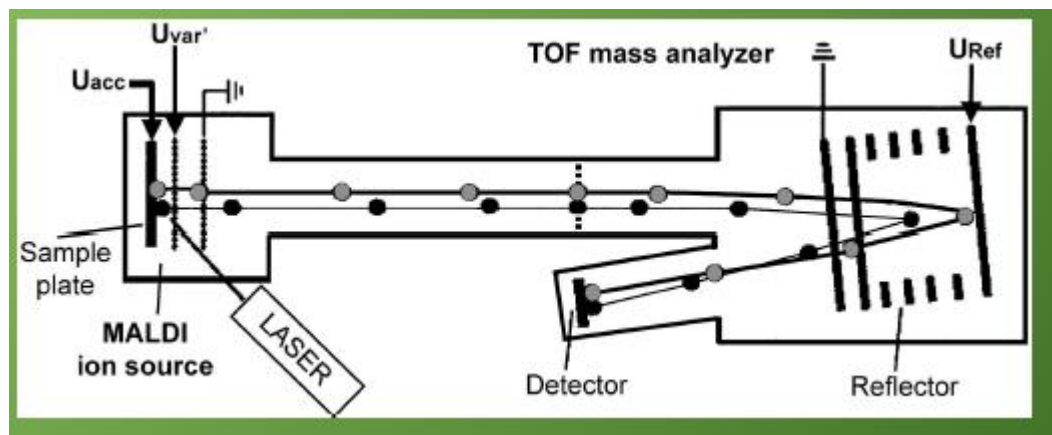 Uvar'
Uacc
TOF mass analyzer
URef
Sample
plate
MALDI
ion source
LASER
Detector
Reflector